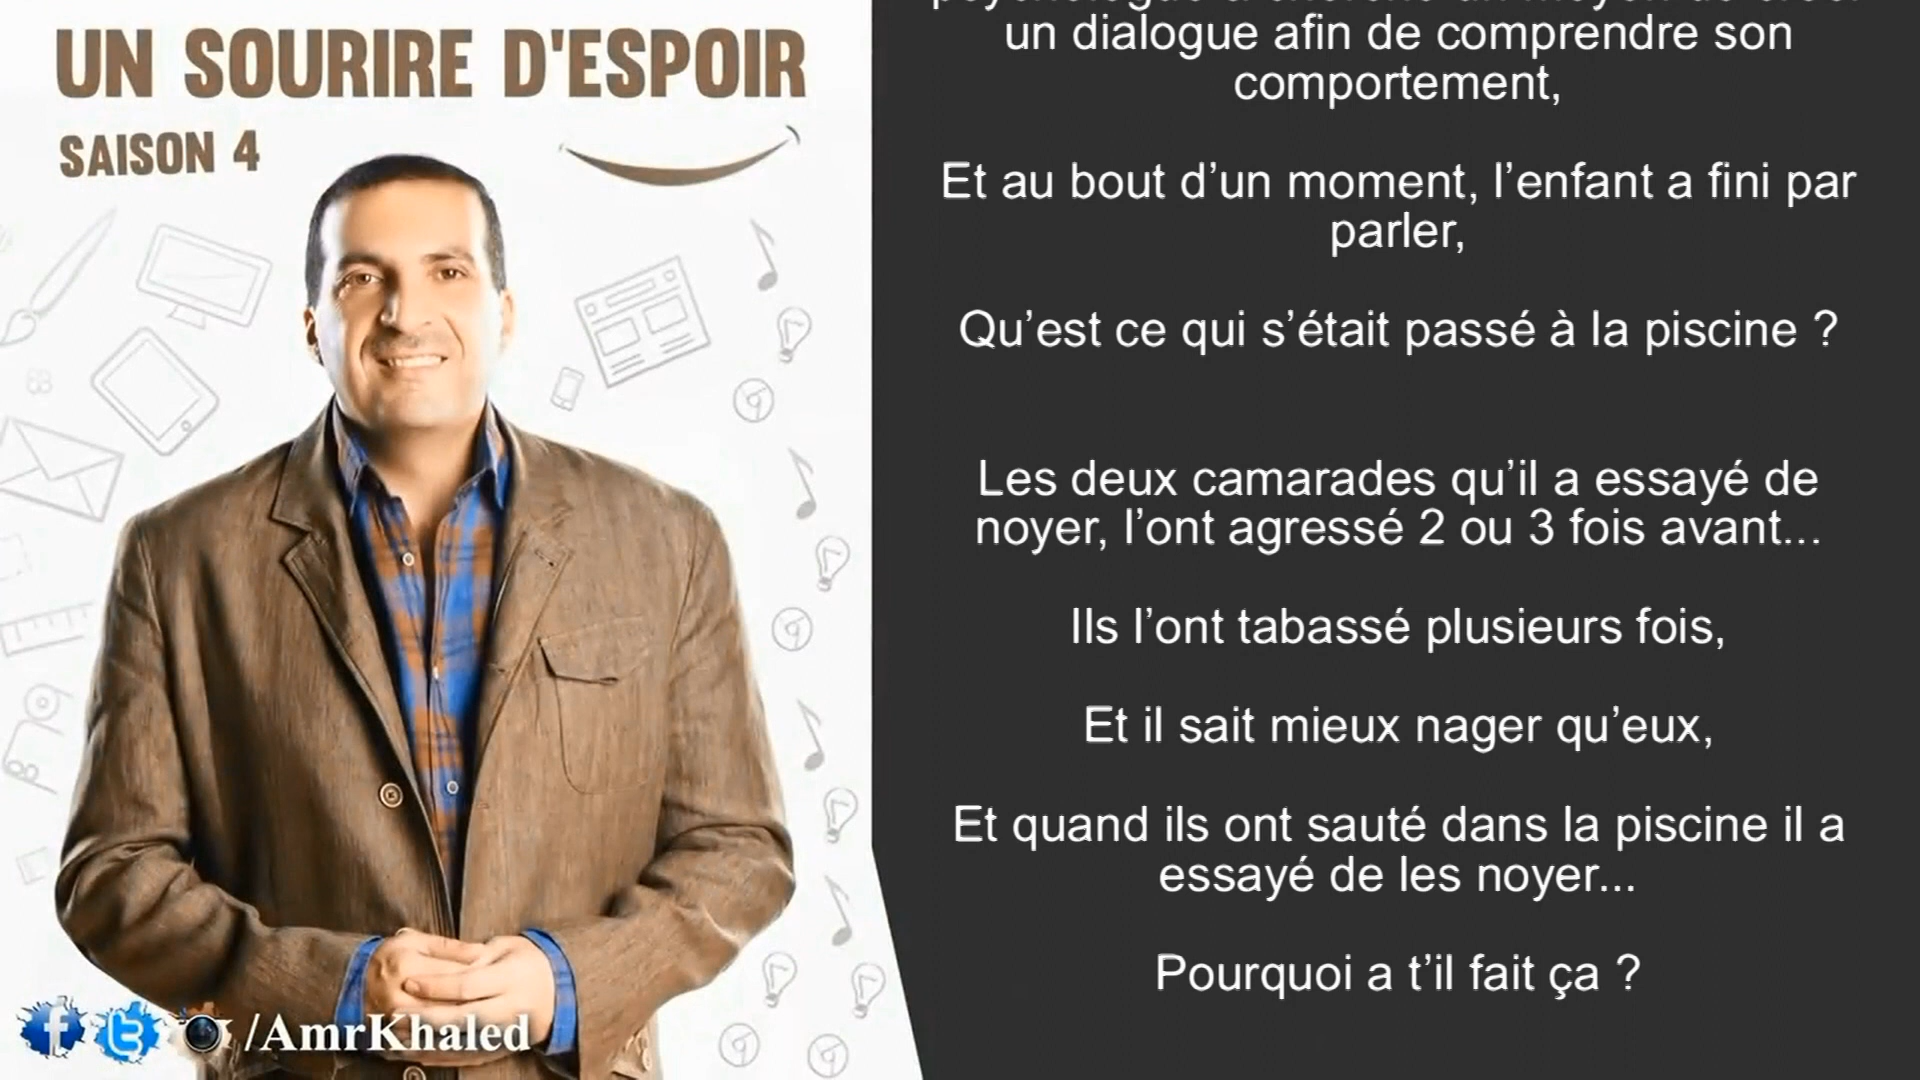 UN SOURIRE D'ESPOIR
SAISON 4
/AmrKhaled
un dialogue afin de comprendre son
comportement,
Et au bout d’un moment, l’enfant a fini par
parler,
Qu’est ce qui s’était passé à la piscine ?
Les deux camarades qu’il a essayé de
noyer, l’ont agressé 2 ou 3 fois avant...
Ils l’ont tabassé plusieurs fois,
Et il sait mieux nager qu’eux,
Et quand ils ont sauté dans la piscine il a
essayé de les noyer...
Pourquoi a t’il fait ça ?